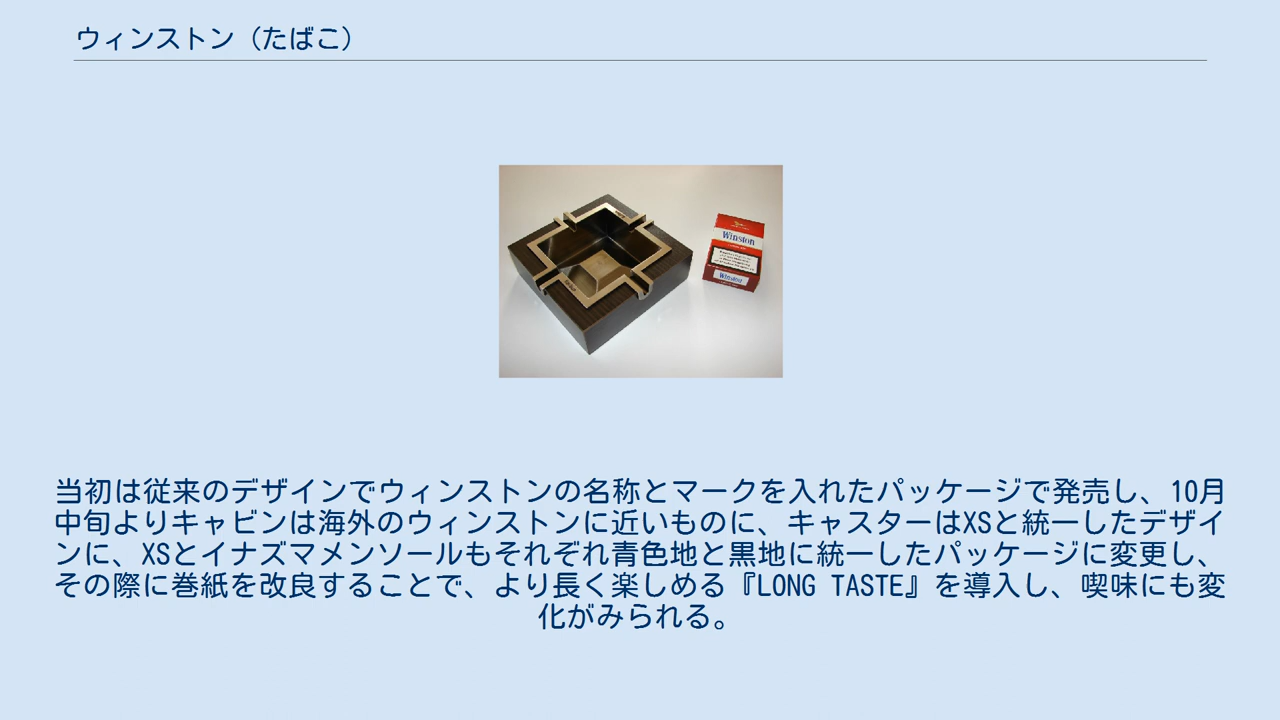 ウィンストン（たばこ）
Winston
Winston
当初は従来のデザインでウィンストンの名称とマークを入れたパッケージで発売し、10月
中旬よりキャビンは海外のウィンストンに近いものに、キャスターはXSと統一したデザイ
ンに、XSとイナズマメンソールもそれぞれ青色地と黒地に統一したパッケージに変更し、
その際に巻紙を改良することで、より長く楽しめる『LONG TASTE』を導入し、喫味にも変
化がみられる。